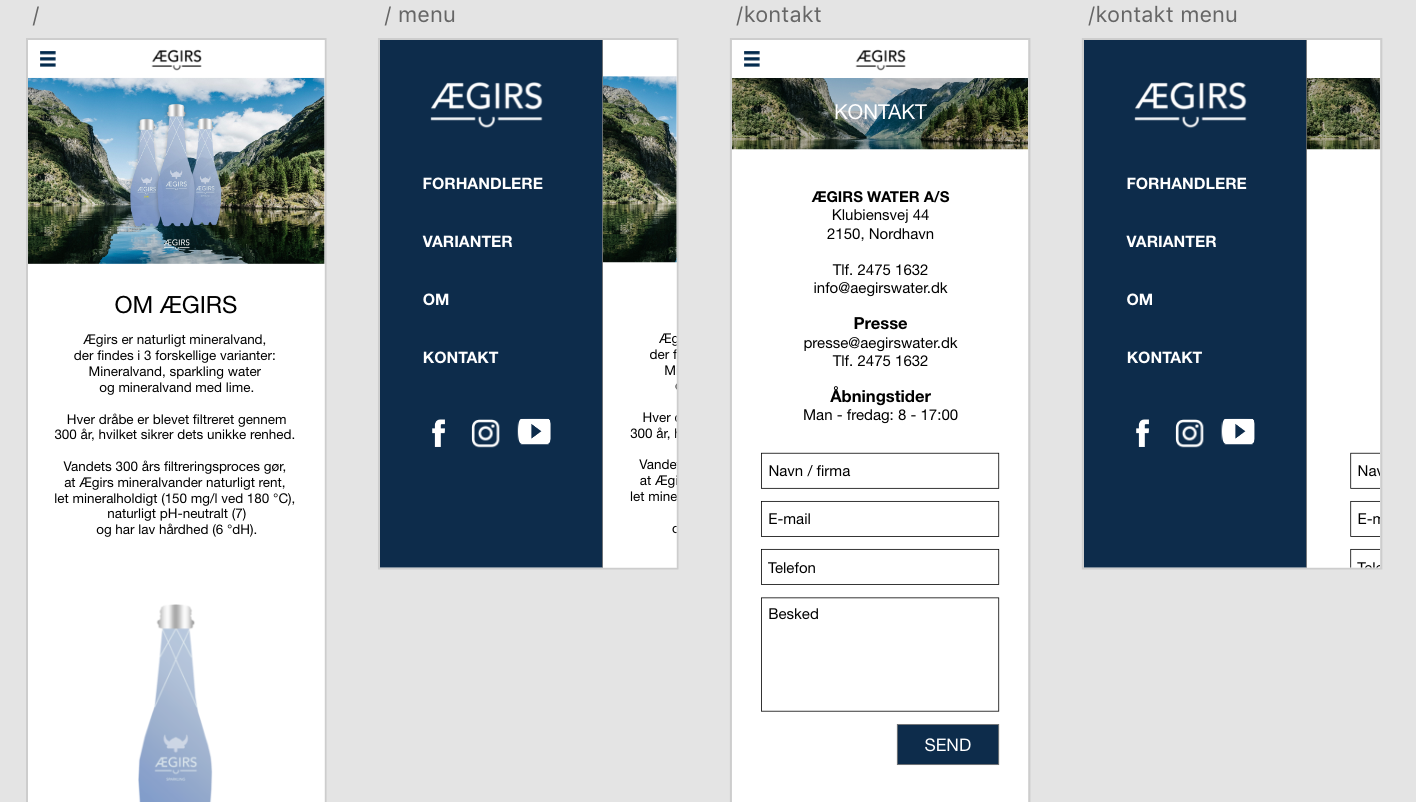 /
ÆGIRS
ÆGIRS
ÆGIRS
OM ÆGIRS
Ægirs er naturligt mineralvand,
der findes i 3 forskellige varianter:
Mineralvand, sparkling water
og mineralvand med lime.
Hver dråbe er blevet filtreret gennem
300 år, hvilket sikrer dets unikke renhed.
Vandets 300 års filtreringsproces gør,
at Ægirs mineralvander naturligt rent,
let mineralholdigt (150 mg/l ved 180 °C),
naturligt pH-neutralt (7)
og har lav hårdhed (6 °dH).
ÆGIRS
/ menu
ÆGIRS
FORHANDLERE
VARIANTER
OM
KONTAKT
Æg
der f
M
Hver
300 år,
Vande
at Ægi
let mine
/kontakt
ÆGIRS
KONTAKT
ÆGIRS WATER A/S
Klubiensvej 44
2150, Nordhavn
Tlf. 2475 1632
info@aegirswater.dk
Presse
presse@aegirswater.dk
Tlf. 2475 1632
Åbningstider
Man - fredag: 8 - 17:00
Navn / firma
E-mail
Telefon
Besked
SEND
/kontakt menu
ÆGIRS
FORHANDLERE
VARIANTER
OM
KONTAKT
Nav
E-m
Tele